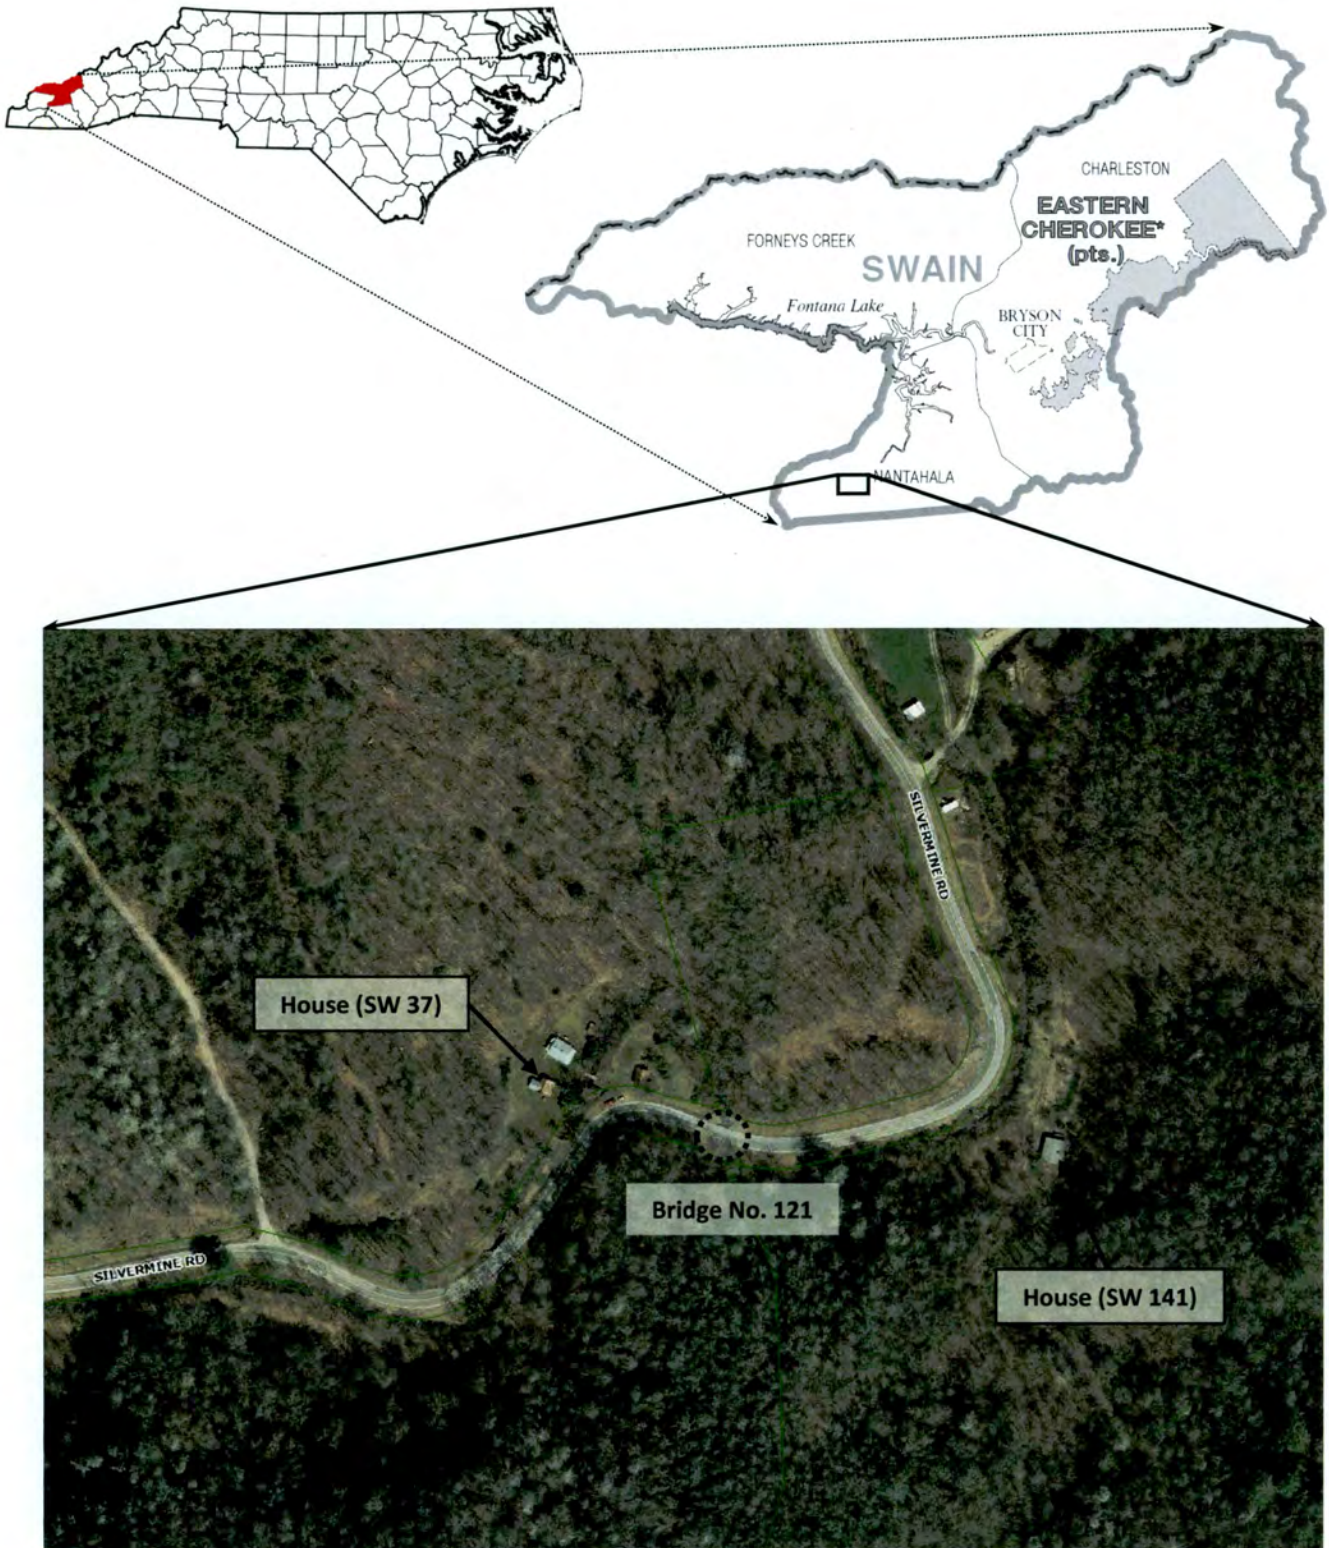 CHARLESTON
EASTERN
CHEROKEE*
(pts.)
FORNEYS CREEK
SWAIN
Fontana Lake
BRYSON
CITY
NANTAHALA
SILVERMINE RD
House (SW 37)
Bridge No. 121
SILVERMINE RD
House (SW 141)